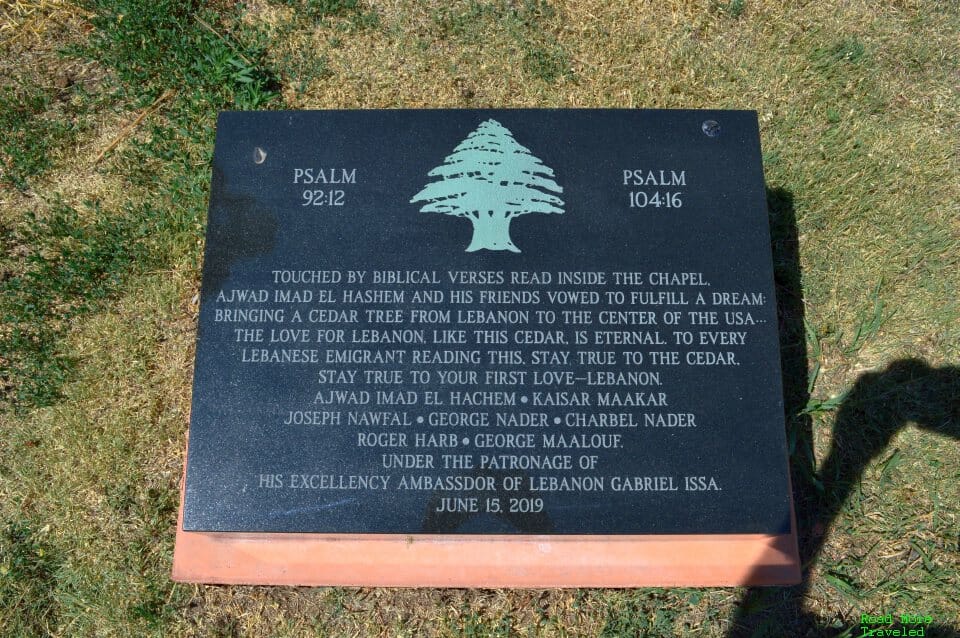 PSALM
92:12
PSALM
104:16
TOUCHED BY BIBLICAL VERSES READ INSIDE THE CHAPEL,
AJWAD IMAD EL HASHEM AND HIS FRIENDS VOWED TO FULFILL A DREAM:
BRINGING A CEDAR TREE FROM LEBANON TO THE CENTER OF THE USA...
THE LOVE FOR LEBANON, LIKE THIS CEDAR, IS ETERNAL. TO EVERY
LEBANESE EMIGRANT READING THIS, STAY TRUE TO THE CEDAR,
STAY TRUE TO YOUR FIRST LOVE—LEBANON.
AJWAD IMAD EL HACHEM • KAISAR MAAKAR
JOSEPH NAWFAL • GEORGE NADER • CHARBEL NADER
ROGER HARB • GEORGE MAALOUF.
UNDER THE PATRONAGE OF
HIS EXCELLENCY AMBASSDOR OF LEBANON GABRIEL ISSA.
JUNE 15, 2019
Read More
Traveled